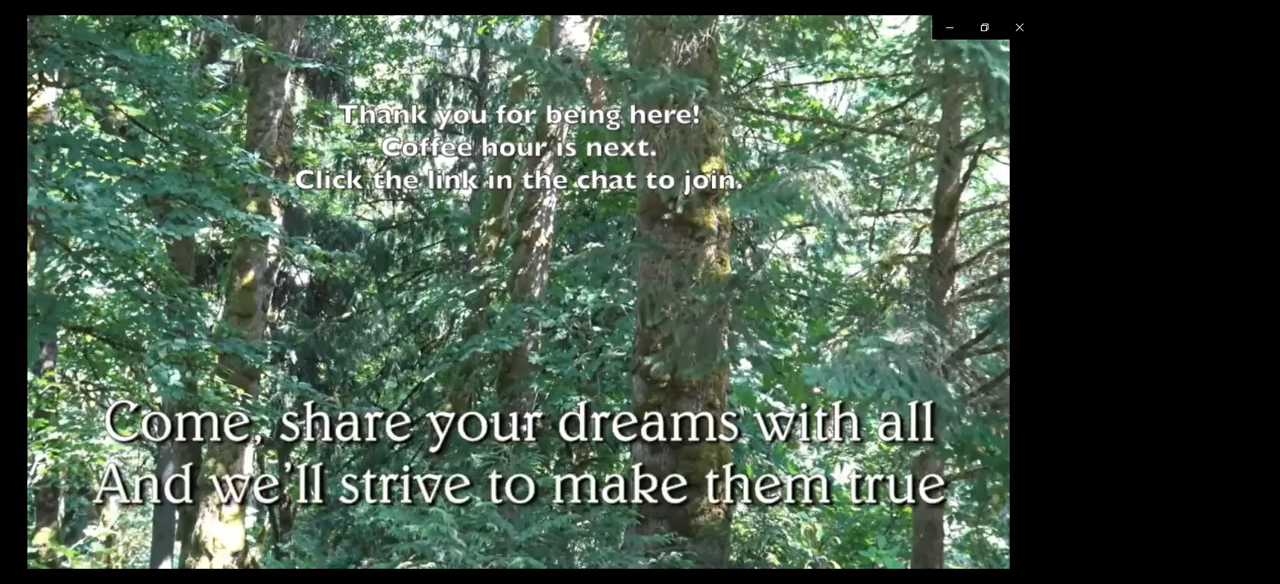 Thank you for being here!
Coffee hour is next.
Click the link in the chat to join.
Come, share your dreams with all
And we'll strive to make them true